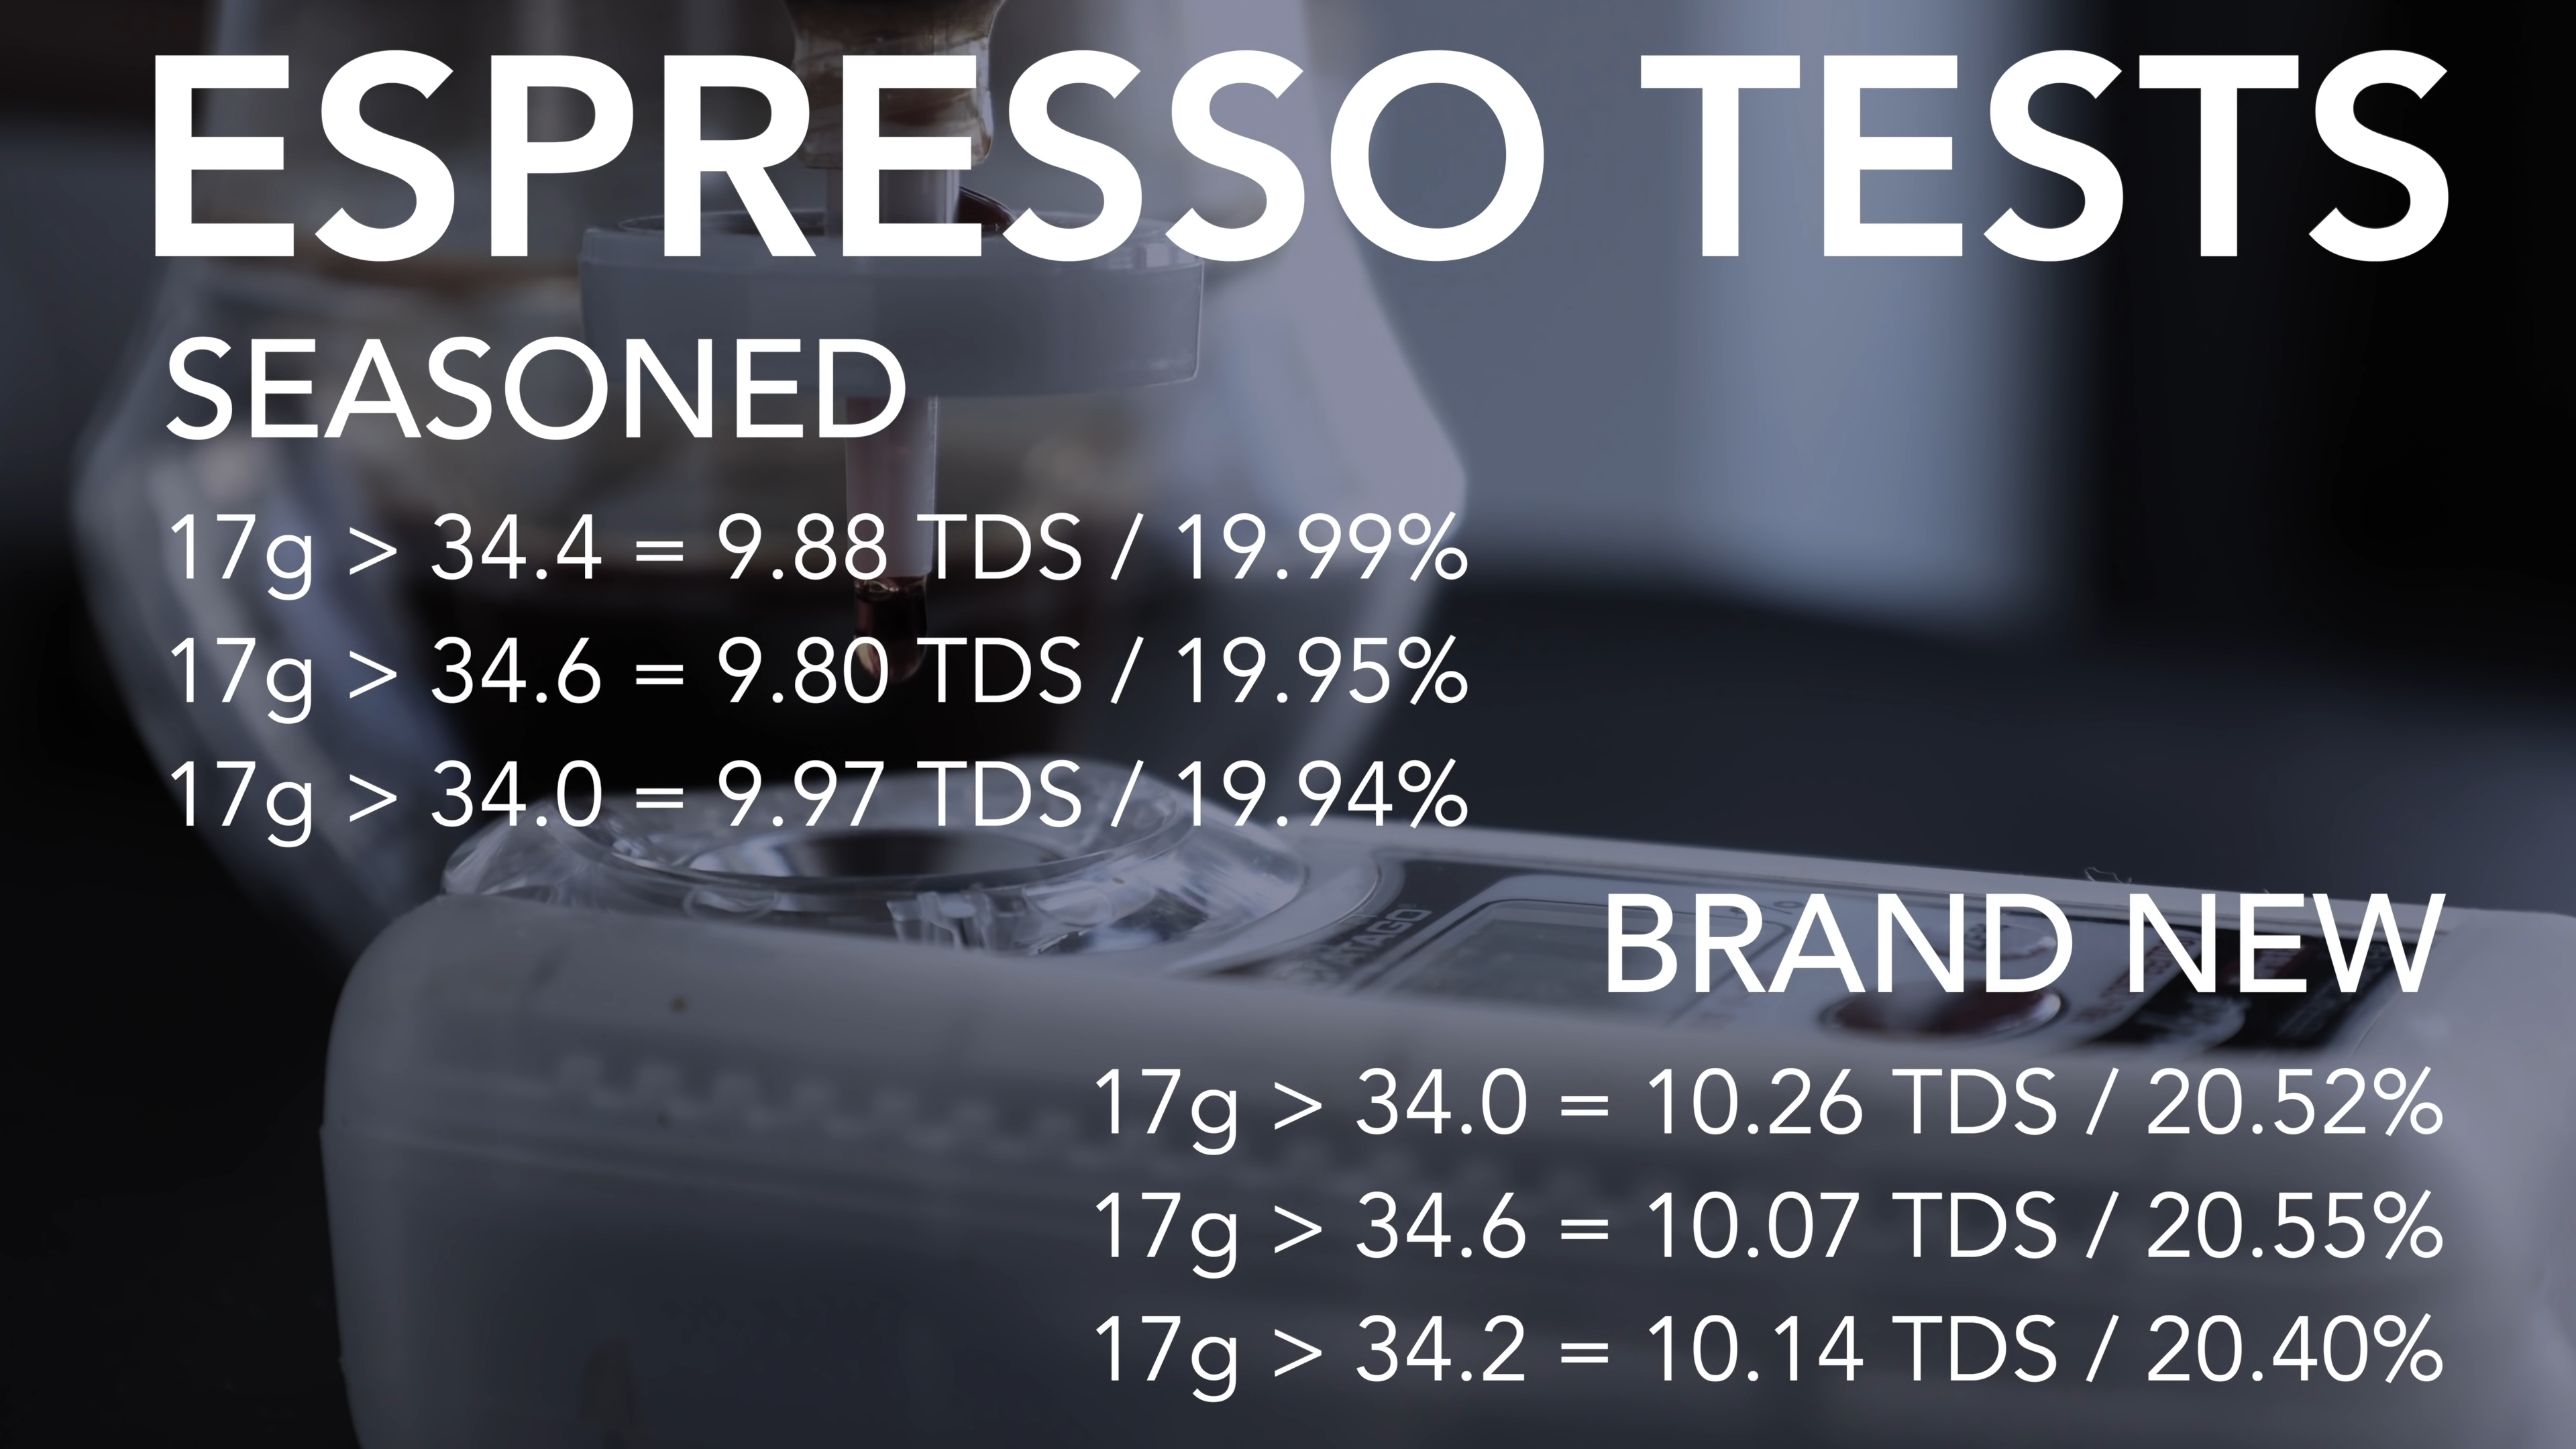 ESPRESSO TESTS
SEASONED
17g > 34.4 = 9.88 TDS / 19.99%
17g > 34.6 = 9.80 TDS / 19.95%
17g > 34.0 = 9.97 TDS / 19.94%
ATAGO
BRAND NEW
17g > 34.0 = 10.26 TDS / 20.52%
17g > 34.6 = 10.07 TDS / 20.55%
17g > 34.2 = 10.14 TDS / 20.40%